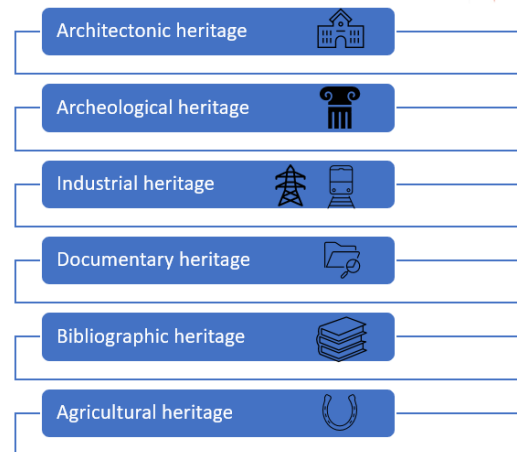 Architectonic heritage
Archeological heritage
Industrial heritage
Documentary heritage
Bibliographic heritage
Agricultural heritage